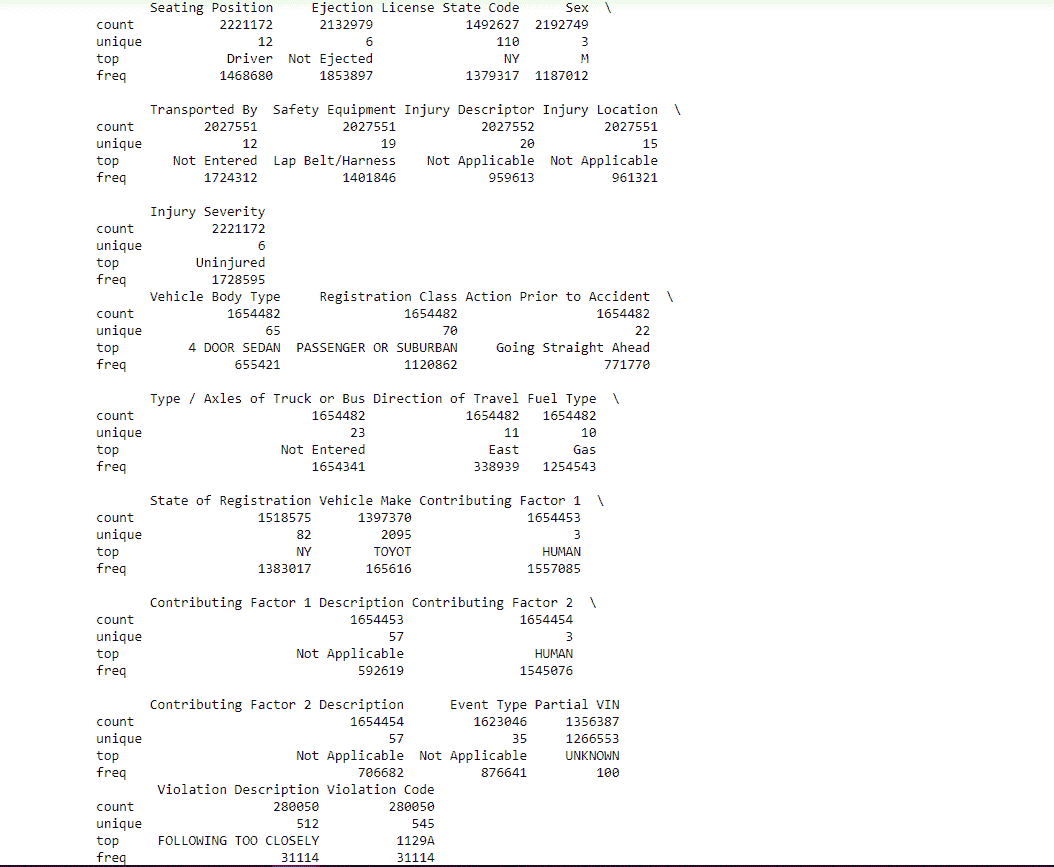 Seating Position Ejection License State Code Sex \
count 2221172 2132979 1492627 2192749
unique 12 6 110 3
top Driver Not Ejected NY M
freq 1468680 1853897 1379317 1187012
Transported By Safety Equipment Injury Descriptor Injury Location \
count 2027551 2027551 2027552 2027551
unique 12 19 20 15
top Not Entered Lap Belt/Harness Not Applicable Not Applicable
freq 1724312 1401846 959613 961321
Injury Severity
count 2221172
unique 6
top Uninjured
freq 1728595
Vehicle Body Type Registration Class Action Prior to Accident \
count 1654482 1654482 1654482
unique 65 70 22
top 4 DOOR SEDAN PASSENGER OR SUBURBAN Going Straight Ahead
freq 655421 1120862 771770
Type / Axles of Truck or Bus Direction of Travel Fuel Type \
count 1654482 1654482 1654482
unique 23 11 10
top Not Entered East Gas
freq 1654341 338939 1254543
State of Registration Vehicle Make Contributing Factor 1 \
count 1518575 1397370 1654453
unique 82 2095 3
top NY TOYOT HUMAN
freq 1383017 165616 1557085
Contributing Factor 1 Description Contributing Factor 2 \
count 1654453 1654454
unique 57 3
top Not Applicable HUMAN
freq 592619 1545076
Contributing Factor 2 Description Event Type Partial VIN
count 1654454 1623046 1356387
unique 57 35 1266553
top Not Applicable Not Applicable UNKNOWN
freq 706682 876641 100
Violation Description Violation Code
count 280050 280050
unique 512 545
top FOLLOWING TOO CLOSELY 1129A
freq 31114 31114